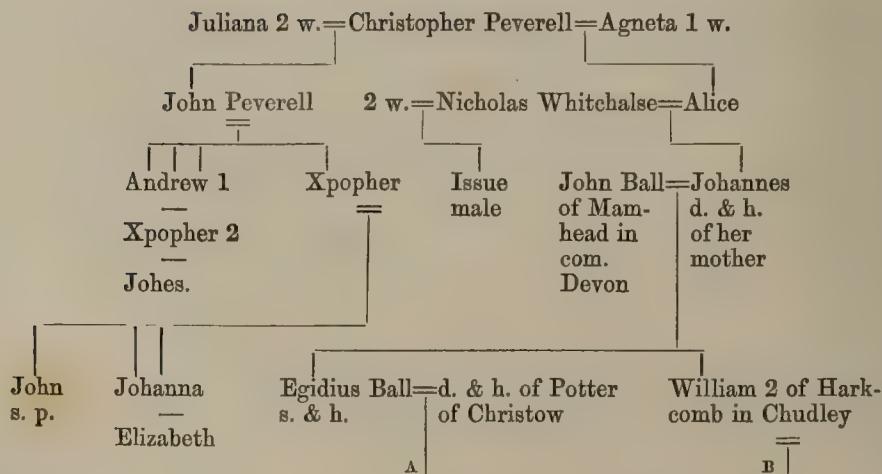 Juliana 2 w.=Christopher Peverell=Agneta 1 w.
John Peverell 2 w.=Nicholas Whitchalse=Alice
Andrew 1 Xpopher Issue John Ball=Johannes
male of Mam- d. & h.
Xpopher 2 head in of her
com. mother
Johes. Devon
John Johanna Egidius Ball=d. & h. of Potter William 2 of Hark-
s. p. s. & h. of Christow comb in Chudley
Elizabeth
A B